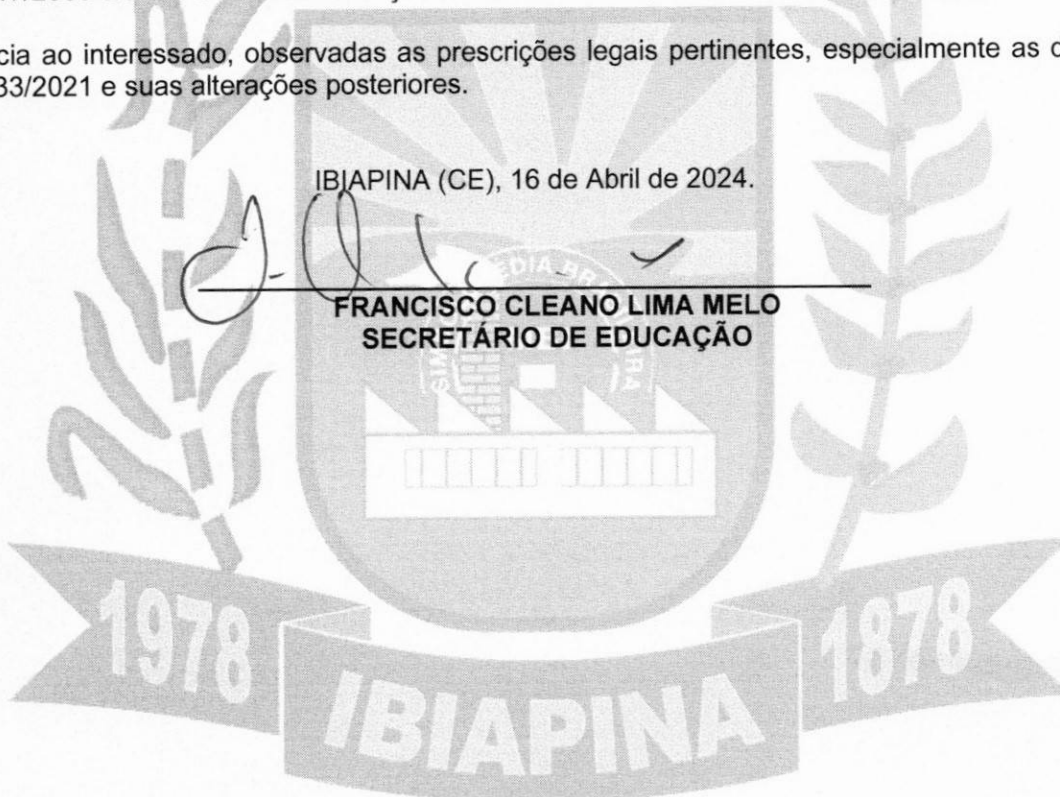 cia ao interessado, observadas as prescrições legais pertinentes, especialmente as
33/2021 e suas alterações posteriores.
IBIAPINA (CE), 16 de Abril de 2024.
FRANCISCO CLEANO LIMA MELO
SECRETÁRIO DE EDUCAÇÃO
1978
1878
IBIAPINA